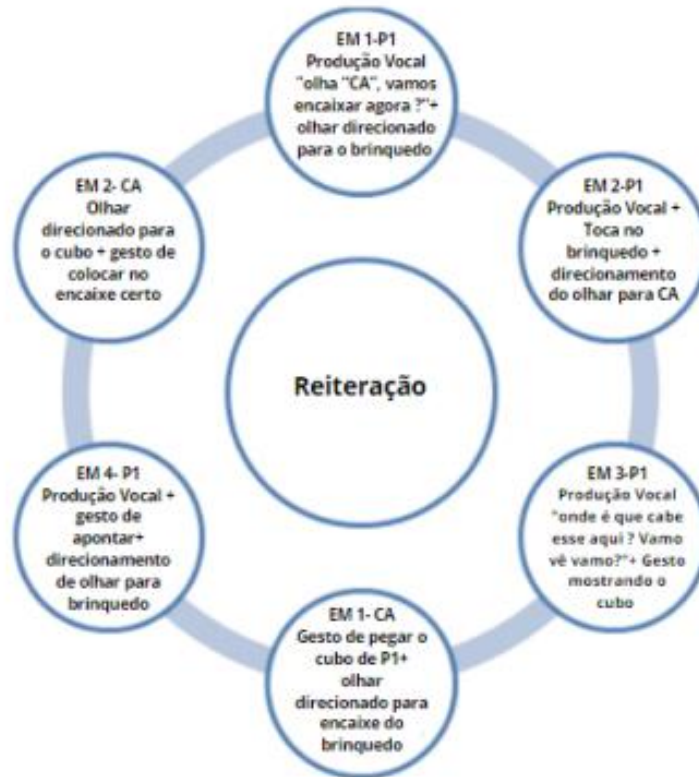 EM 1-P1
Produção Vocal
"olha "CA", vamos
encaixar agora ?"+
olhar direcionado
para o brinquedo
EM 2-P1
Produção Vocal +
Toca no
brinquedo +
direcionamento
do olhar para CA
EM 3-P1
Produção Vocal
"onde é que cabe
esse aqui ? Vamo
vê vamo?"+ Gesto
mostrando o
cubo
EM 1- CA
Gesto de pegar o
cubo de P1+
olhar
direcionado para
encaixe do
brinquedo
EM 4- P1
Produção Vocal +
gesto de
apontar+
direcionamento
de olhar para
brinquedo
EM 2- CA
Olhar
direcionado para
o cubo + gesto de
colocar no
encaixe certo
Reiteração